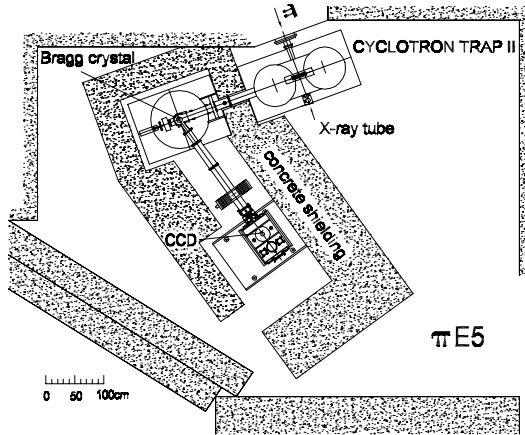 π
CYCLOTRON TRAP II
Bragg crystal
X-ray tube
concrete shielding
CCD
πE5
0 50 100cm